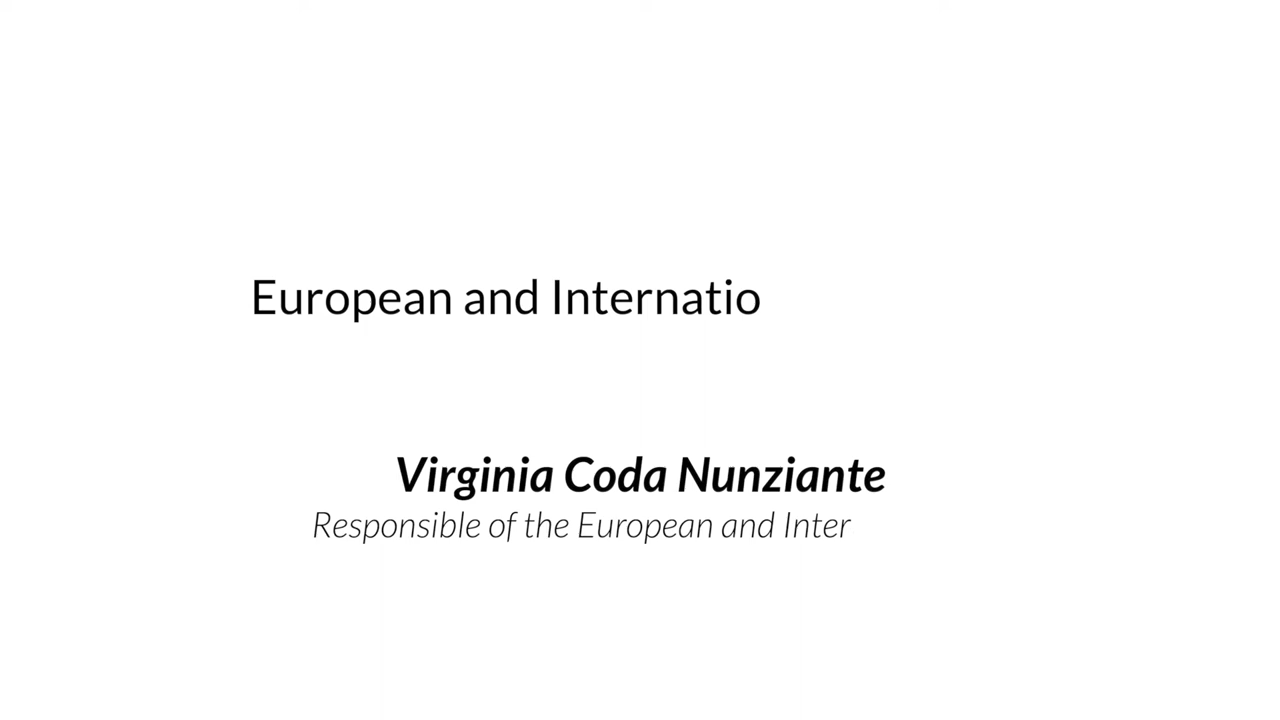 European and Internatio
Virginia Coda Nunziante
Responsible of the European and Inter